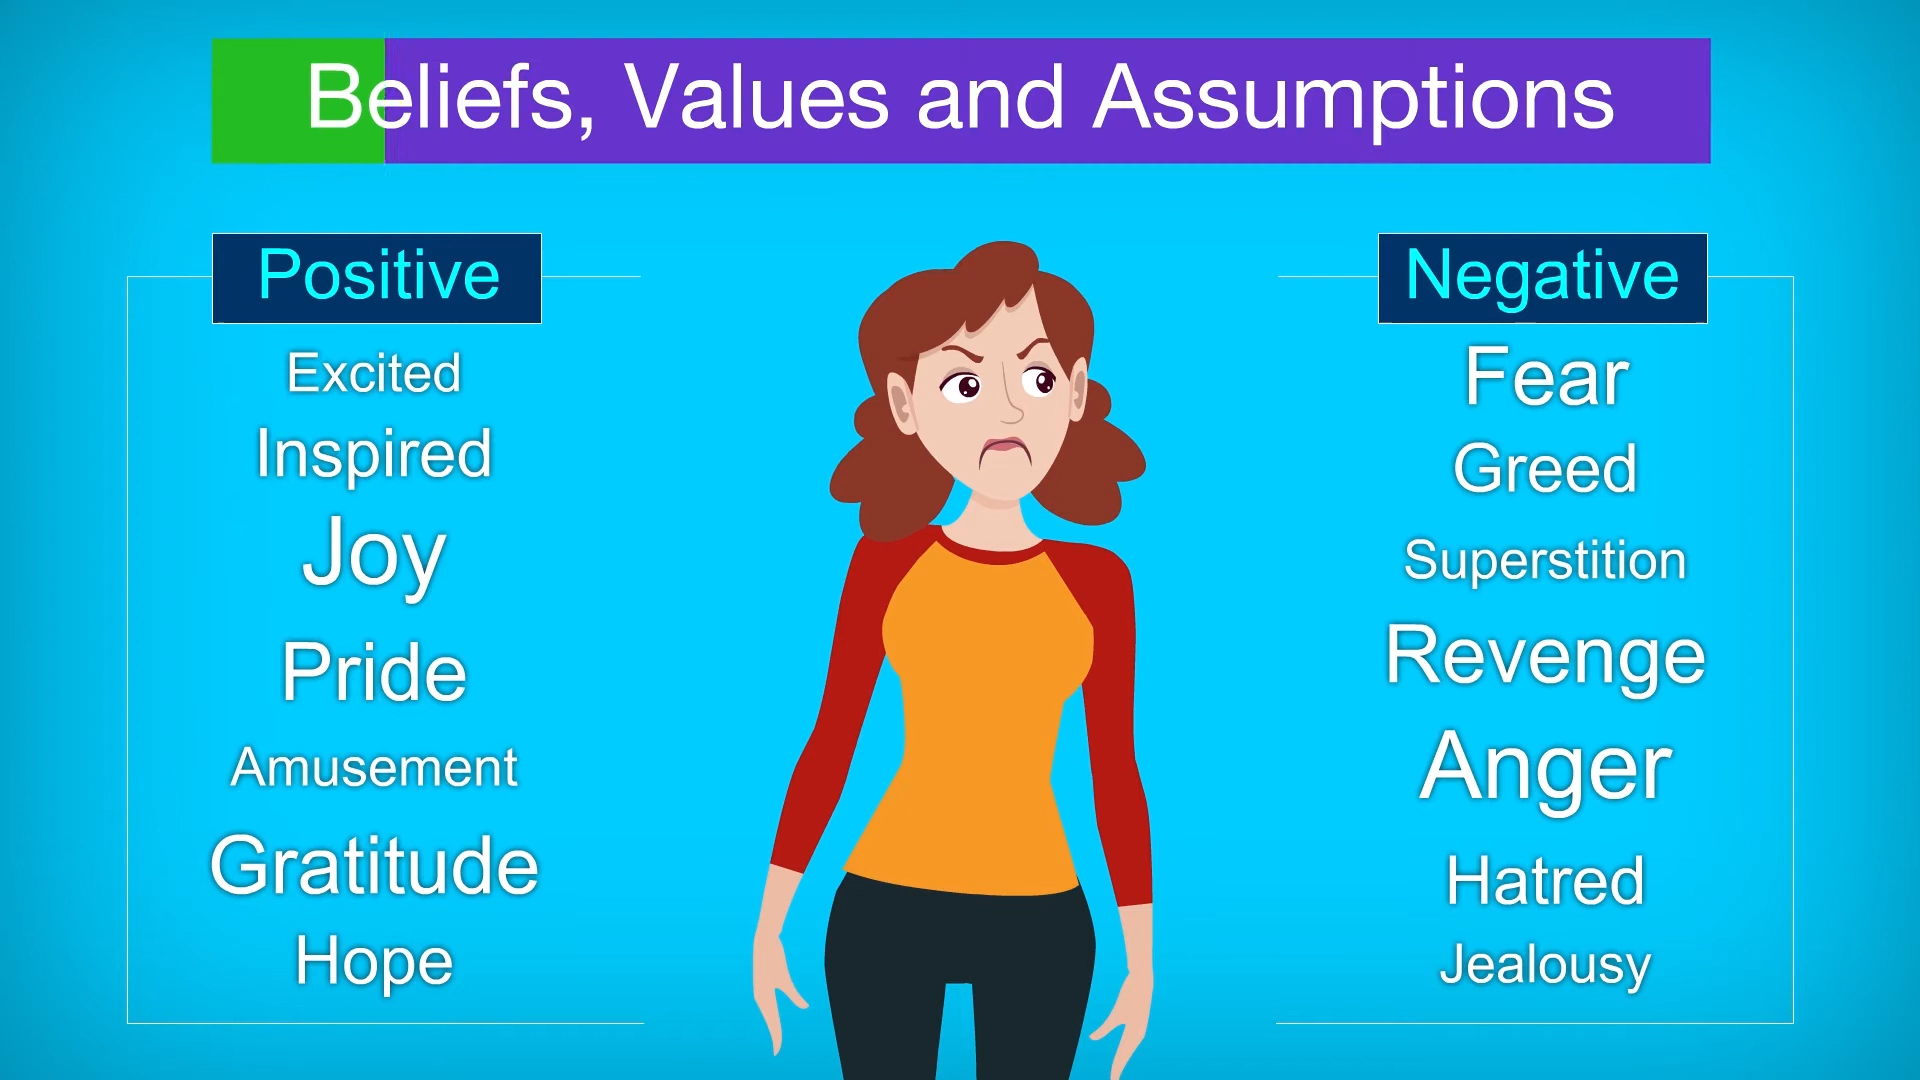 Beliefs, Values and Assumptions
Positive
Excited
Inspired
Joy
Pride
Amusement
Gratitude
Hope
Negative
Fear
Greed
Superstition
Revenge
Anger
Hatred
Jealousy